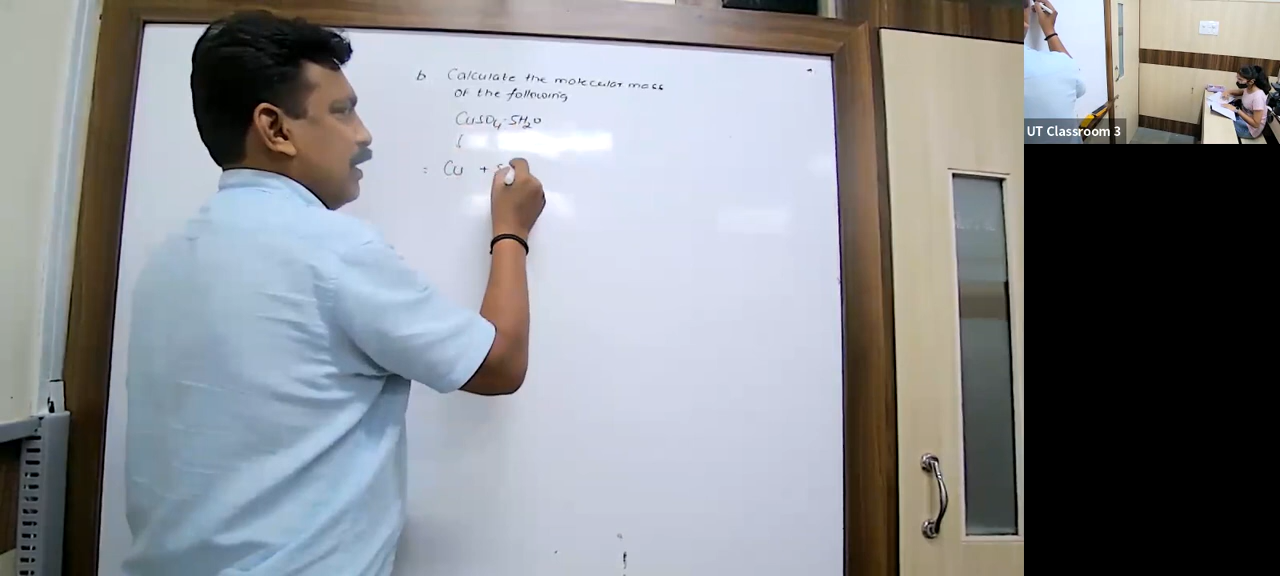 b Calculate the molecular mass
of the following
CuSO4·5H2O
= Cu + S
UT Classroom 3